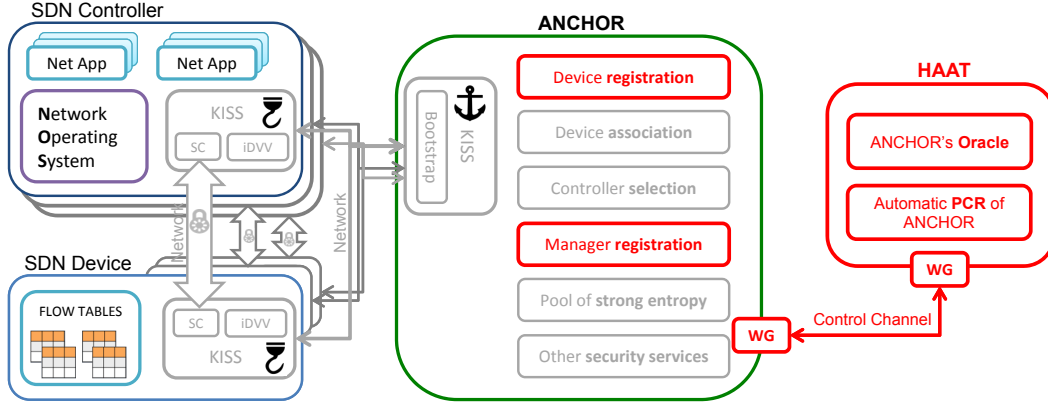 SDN Controller
Net App
Net App
Network
Operating
System
KISS
SC
iDVV
Network
Network
SDN Device
FLOW TABLES
SC
iDVV
KISS
ANCHOR
Bootstrap
KISS
Device registration
Device association
Controller selection
Manager registration
Pool of strong entropy
Other security services
WG
Control Channel
HAAT
ANCHOR's Oracle
Automatic PCR of
ANCHOR
WG